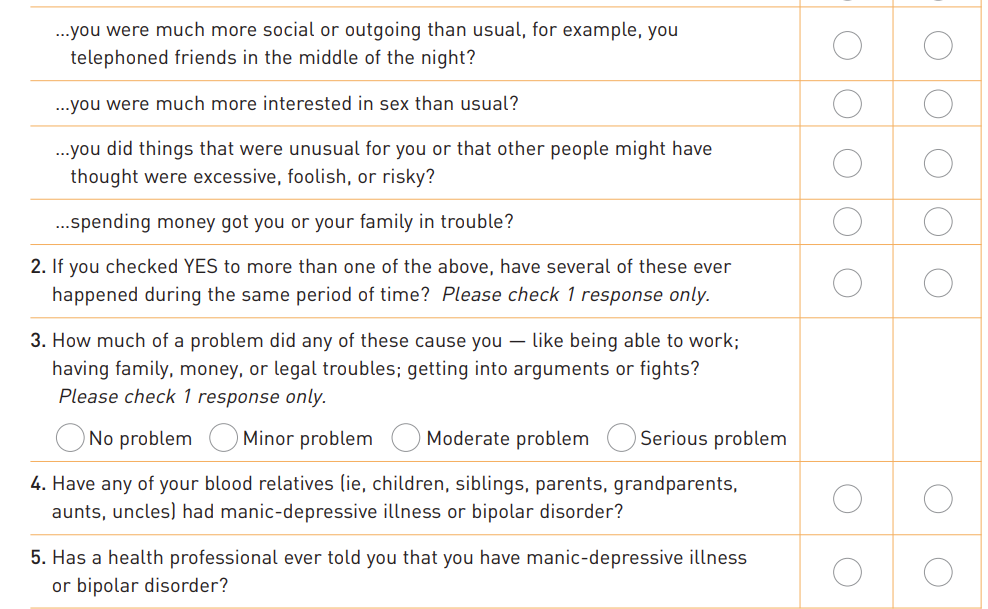 ...you were much more social or outgoing than usual, for example, you
telephoned friends in the middle of the night?
...you were much more interested in sex than usual?
...you did things that were unusual for you or that other people might have
thought were excessive, foolish, or risky?
...spending money got you or your family in trouble?
2. If you checked YES to more than one of the above, have several of these ever
happened during the same period of time? Please check 1 response only.
3. How much of a problem did any of these cause you — like being able to work;
having family, money, or legal troubles; getting into arguments or fights?
Please check 1 response only.
No problem Minor problem Moderate problem Serious problem
4. Have any of your blood relatives (ie, children, siblings, parents, grandparents,
aunts, uncles) had manic-depressive illness or bipolar disorder?
5. Has a health professional ever told you that you have manic-depressive illness
or bipolar disorder?